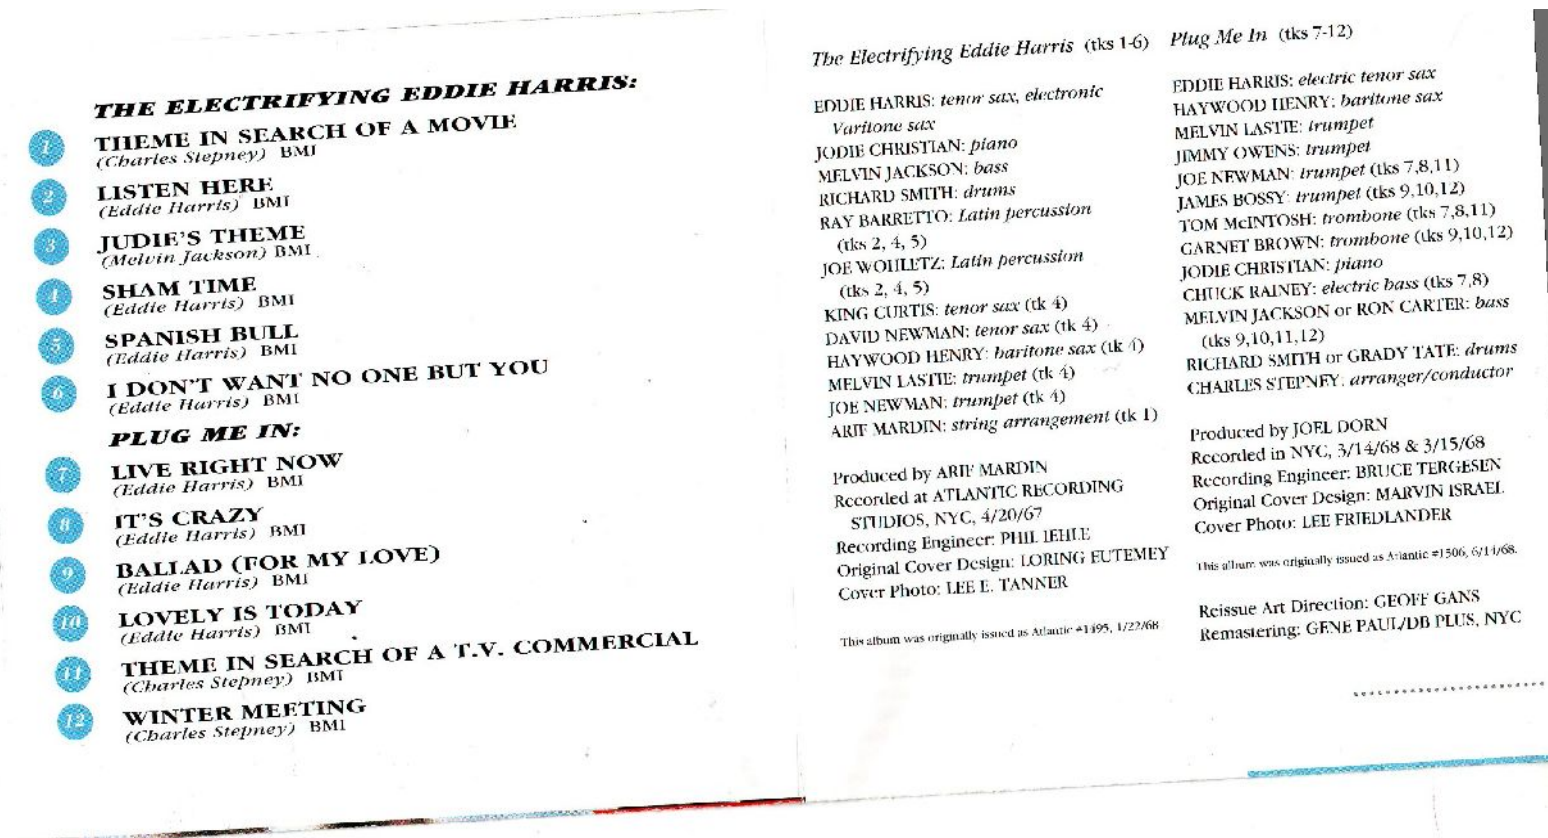 THE ELECTRIFYING EDDIE HARRIS:
1
THEME IN SEARCH OF A MOVIE
(Charles Stepney) BMI
2
LISTEN HERE
(Eddie Harris) BMI
3
JUDIE'S THEME
(Melvin Jackson) BMI
4
SHAM TIME
(Eddie Harris) BMI
5
SPANISH BULL
(Eddie Harris) BMI
6
I DON'T WANT NO ONE BUT YOU
(Eddie Harris) BMI
PLUG ME IN:
7
LIVE RIGHT NOW
(Eddie Harris) BMI
8
IT'S CRAZY
(Eddie Harris) BMI
9
BALLAD (FOR MY LOVE)
(Eddie Harris) BMI
10
LOVELY IS TODAY
(Eddie Harris) BMI
11
THEME IN SEARCH OF A T.V. COMMERCIAL
(Charles Stepney) BMI
12
WINTER MEETING
(Charles Stepney) BMI
The Electrifying Eddie Harris (tks 1-6)
EDDIE HARRIS: tenor sax, electronic
Varitone sax
JODIE CHRISTIAN: piano
MELVIN JACKSON: bass
RICHARD SMITH: drums
RAY BARRETTO: Latin percussion
(tks 2, 4, 5)
JOE WOHLETZ: Latin percussion
(tks 2, 4, 5)
KING CURTIS: tenor sax (tk 4)
DAVID NEWMAN: tenor sax (tk 4)
HAYWOOD HENRY: baritone sax (tk 4)
MELVIN LASTIE: trumpet (tk 4)
JOE NEWMAN: trumpet (tk 4)
ARIF MARDIN: string arrangement (tk 1)
Produced by ARIF MARDIN
Recorded at ATLANTIC RECORDING
STUDIOS, NYC, 4/20/67
Recording Engineer: PHIL IEHLE
Original Cover Design: LORING EUTEMEY
Cover Photo: LEE E. TANNER
This album was originally issued as Atlantic #1495, 1/22/68
Plug Me In (tks 7-12)
EDDIE HARRIS: electric tenor sax
HAYWOOD HENRY: baritone sax
MELVIN LASTIE: trumpet
JIMMY OWENS: trumpet
JOE NEWMAN: trumpet (tks 7,8,11)
JAMES BOSSY: trumpet (tks 9,10,12)
TOM McINTOSH: trombone (tks 7,8,11)
GARNET BROWN: trombone (tks 9,10,12)
JODIE CHRISTIAN: piano
CHUCK RAINEY: electric bass (tks 7,8)
MELVIN JACKSON or RON CARTER: bass
(tks 9,10,11,12)
RICHARD SMITH or GRADY TATE: drums
CHARLES STEPNEY: arranger/conductor
Produced by JOEL DORN
Recorded in NYC, 3/14/68 & 3/15/68
Recording Engineer: BRUCE TERGESEN
Original Cover Design: MARVIN ISRAEL
Cover Photo: LEE FRIEDLANDER
This album was originally issued as Atlantic #1506, 6/14/68.
Reissue Art Direction: GEOFF GANS
Remastering: GENE PAUL/DB PLUS, NYC